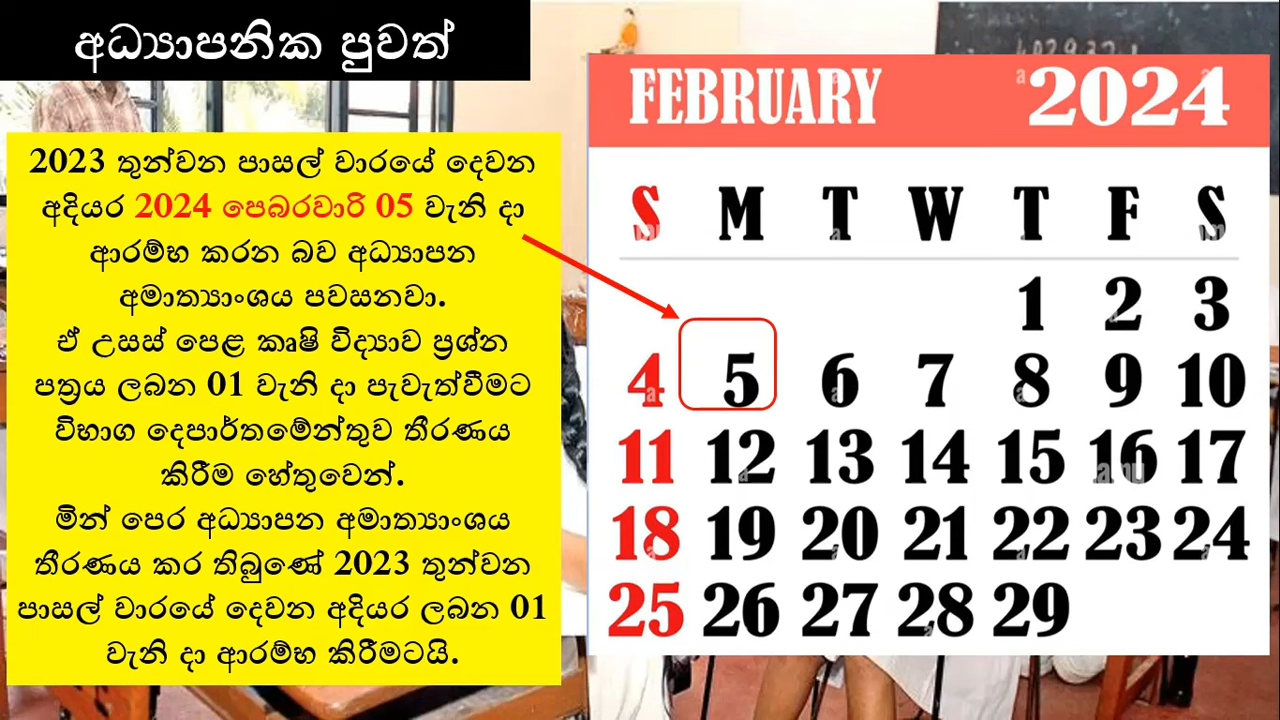 අධ්‍යාපනික පුවත්
2023 තුන්වන පාසල් වාරයේ දෙවන
අදියර 2024 පෙබරවාරි 05 වැනි දා
ආරම්භ කරන බව අධ්‍යාපන
අමාත්‍යාංශය පවසනවා.
ඒ උසස් පෙළ කෘෂි විද්‍යාව ප්‍රශ්න
පත්‍රය ලබන 01 වැනි දා පැවැත්වීමට
විභාග දෙපාර්තමේන්තුව තීරණය
කිරීම හේතුවෙන්.
මින් පෙර අධ්‍යාපන අමාත්‍යාංශය
තීරණය කර තිබුණේ 2023 තුන්වන
පාසල් වාරයේ දෙවන අදියර ලබන 01
වැනි දා ආරම්භ කිරීමටයි.
FEBRUARY 2024
S M T W T F S
1 2 3
4 5 6 7 8 9 10
11 12 13 14 15 16 17
18 19 20 21 22 23 24
25 26 27 28 29